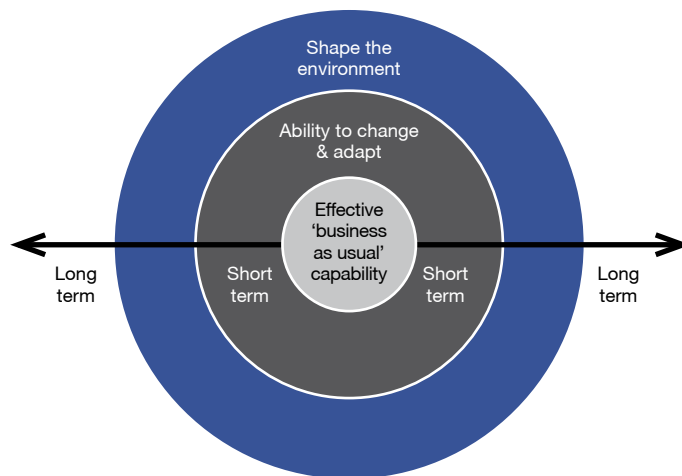 Shape the
environment
Ability to change
& adapt
Effective
‘business
as usual’
capability
Long
term
Short
term
Short
term
Long
term